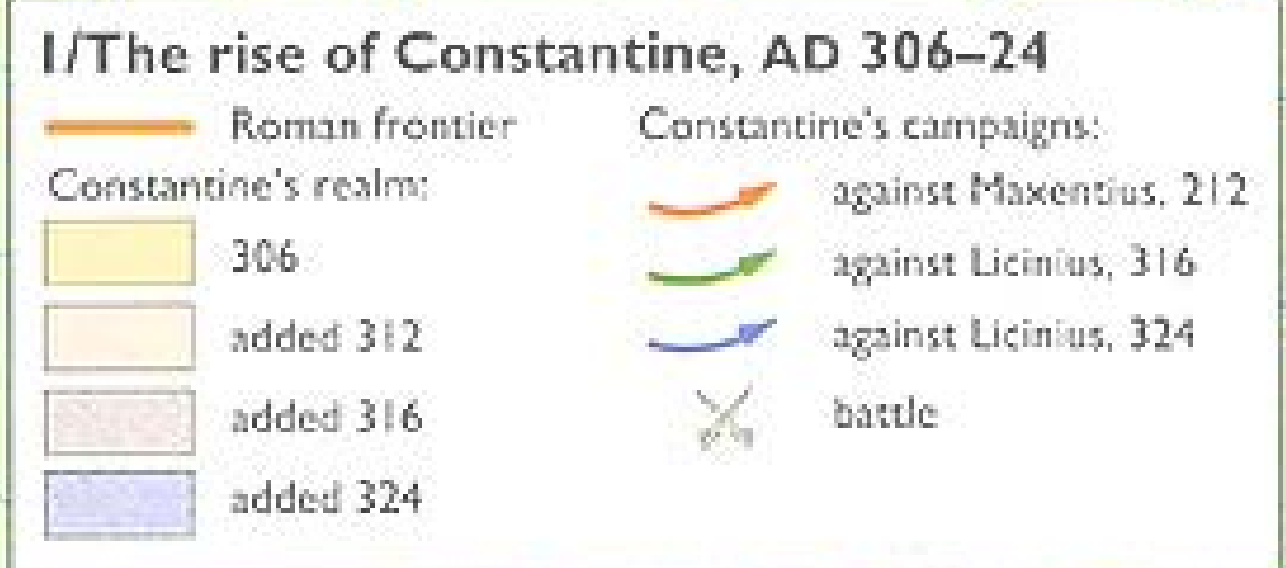 1/The rise of Constantine, AD 306–24
Roman frontier
Constantine's realm:
306
added 312
added 316
added 324
Constantine's campaigns:
against Maxentius, 212
against Licinius, 316
against Licinius, 324
battle